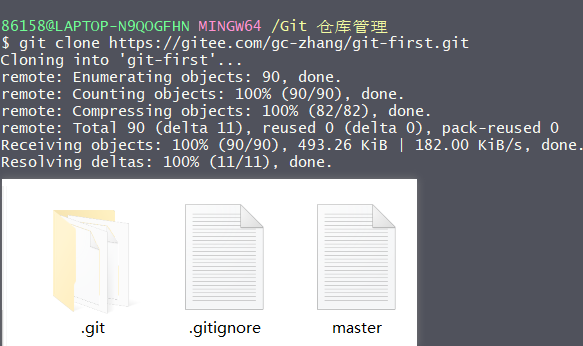 86158@LAPTOP-N9QOGFHN MINGW64 /Git 仓库管理
$ git clone https://gitee.com/gc-zhang/git-first.git
Cloning into 'git-first'...
remote: Enumerating objects: 90, done.
remote: Counting objects: 100% (90/90), done.
remote: Compressing objects: 100% (82/82), done.
remote: Total 90 (delta 11), reused 0 (delta 0), pack-reused 0
Receiving objects: 100% (90/90), 493.26 KiB | 182.00 KiB/s, done.
Resolving deltas: 100% (11/11), done.
.git .gitignore master